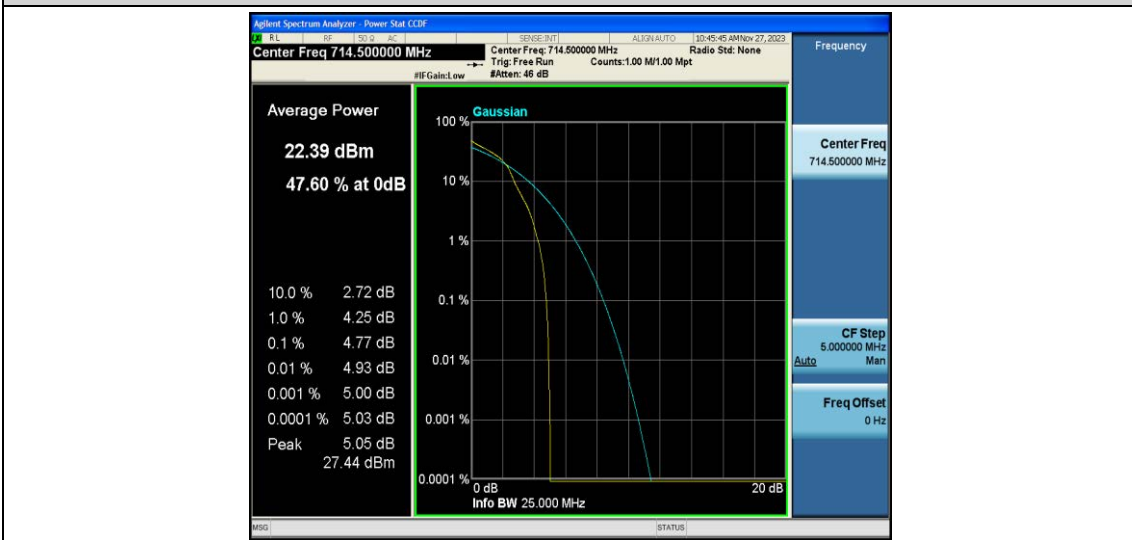 Agilent Spectrum Analyzer - Power Stat CCDF
RL RF 50 Ω AC SENSE:INT ALIGNAUTO 10:45:45 AM Nov 27, 2023
Center Freq 714.500000 MHz
Center Freq: 714.500000 MHz Radio Std: None
Trig: Free Run Counts:1.00 M/1.00 Mpt
#IFGain:Low #Atten: 46 dB
Frequency
Average Power
22.39 dBm
47.60 % at 0dB
10.0 % 2.72 dB
1.0 % 4.25 dB
0.1 % 4.77 dB
0.01 % 4.93 dB
0.001 % 5.00 dB
0.0001 % 5.03 dB
Peak 5.05 dB
27.44 dBm
Gaussian
100 %
10 %
1 %
0.1 %
0.01 %
0.001 %
0.0001 %
0 dB 20 dB
Info BW 25.000 MHz
Center Freq
714.500000 MHz
CF Step
5.000000 MHz
Auto Man
Freq Offset
0 Hz
MSG STATUS